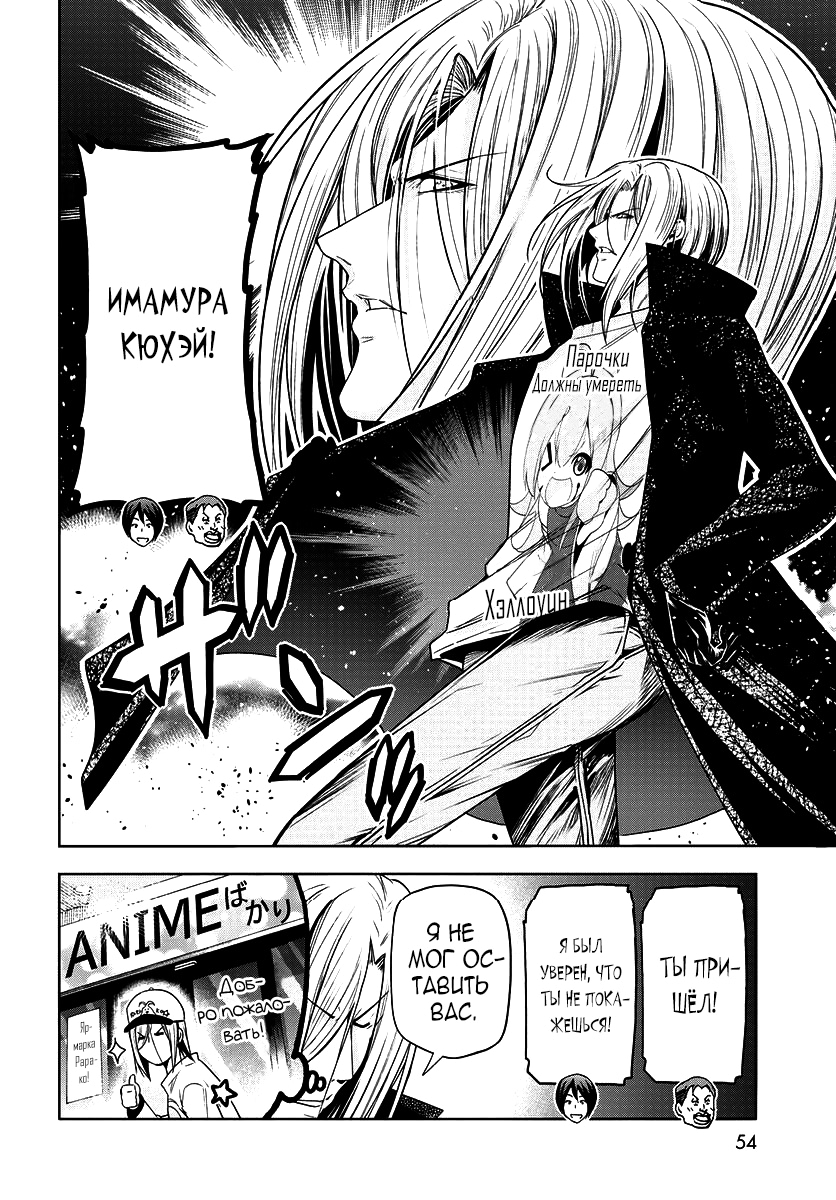 ИМАМУРА
КЮХЭЙ!
Парочки
Должны умереть
Хэллоуин
ザッ
ТЫ ПРИ-
ШЁЛ!
Я БЫЛ
УВЕРЕН, ЧТО
ТЫ НЕ ПОКА-
ЖЕШЬСЯ!
Я НЕ
МОГ ОС-
ТАВИТЬ
ВАС.
ANIMEばかり
Доб-
ро пожало-
вать!
Яр-
марка
Рара-
ко!
54